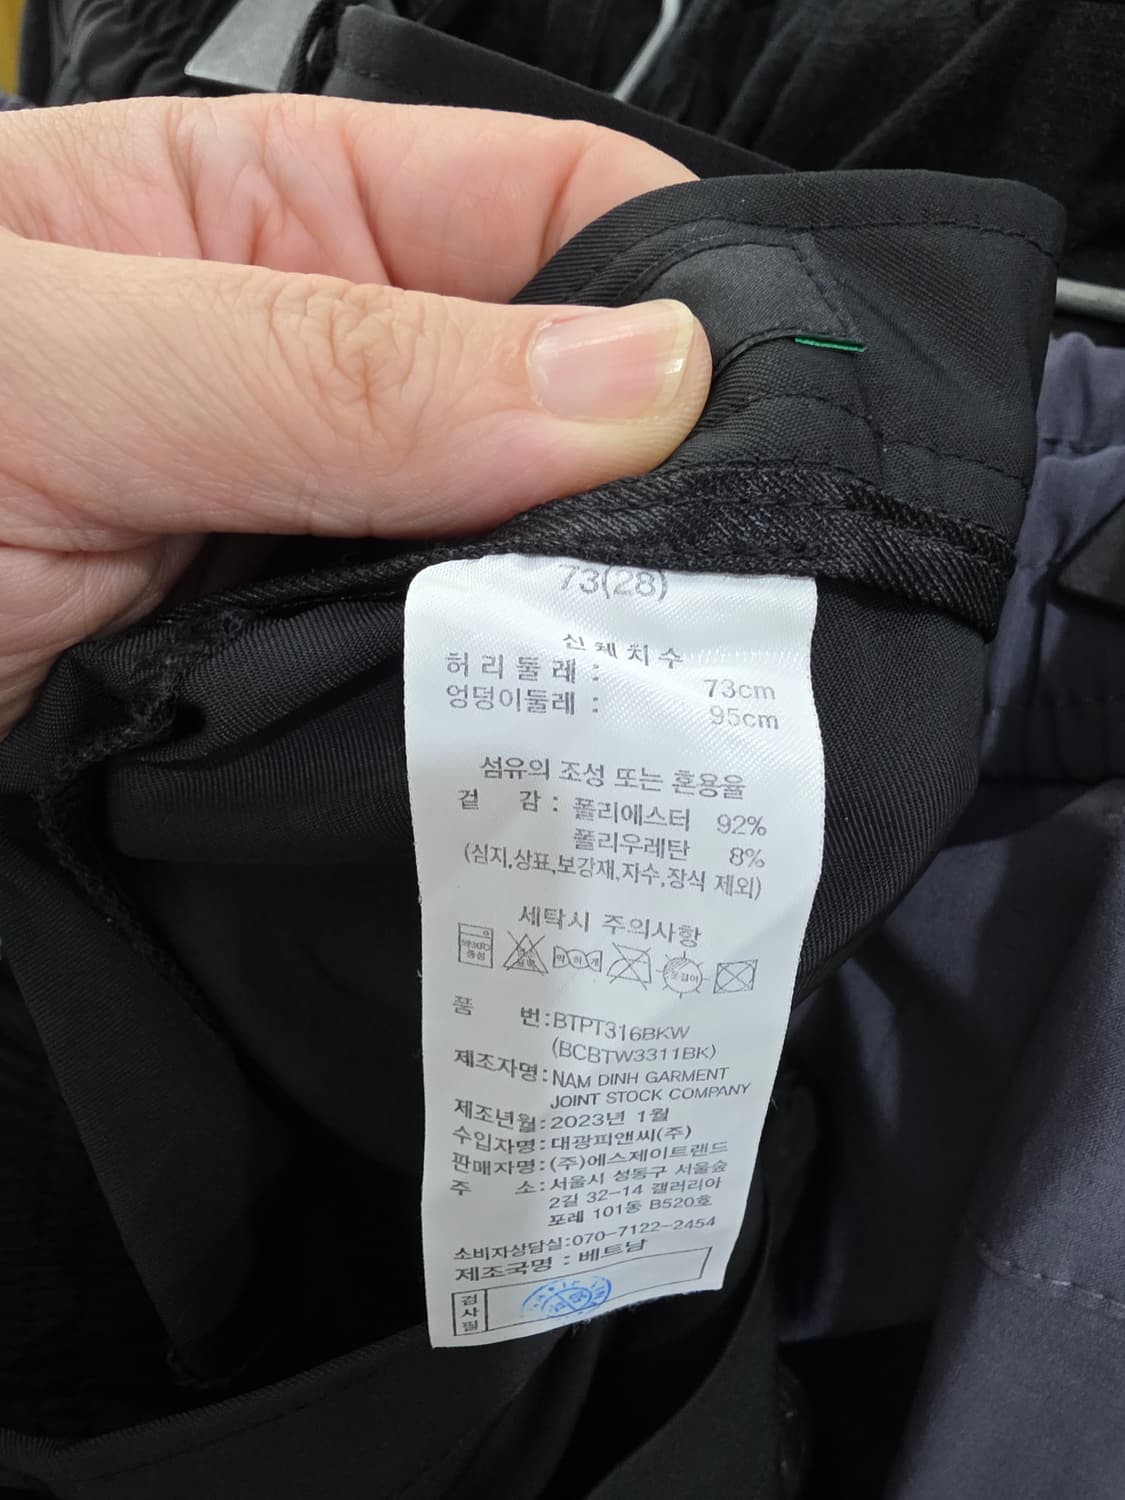 73(28)
신체치수
허리둘레 : 73cm
엉덩이둘레 : 95cm
섬유의 조성 또는 혼용율
겉 감 : 폴리에스터 92%
폴리우레탄 8%
(심지,상표,보강재,자수,장식 제외)
세탁시 주의사항
품 번:BTPT316BKW
(BCBTW3311BK)
제조자명:NAM DINH GARMENT
JOINT STOCK COMPANY
제조년월:2023년 1월
수입자명:대광피앤씨(주)
판매자명:(주)에스제이트랜드
주 소:서울시 성동구 서울숲
2길 32-14 갤러리아
포레 101동 B520호
소비자상담실:070-7122-2454
제조국명 : 베트남
검사필